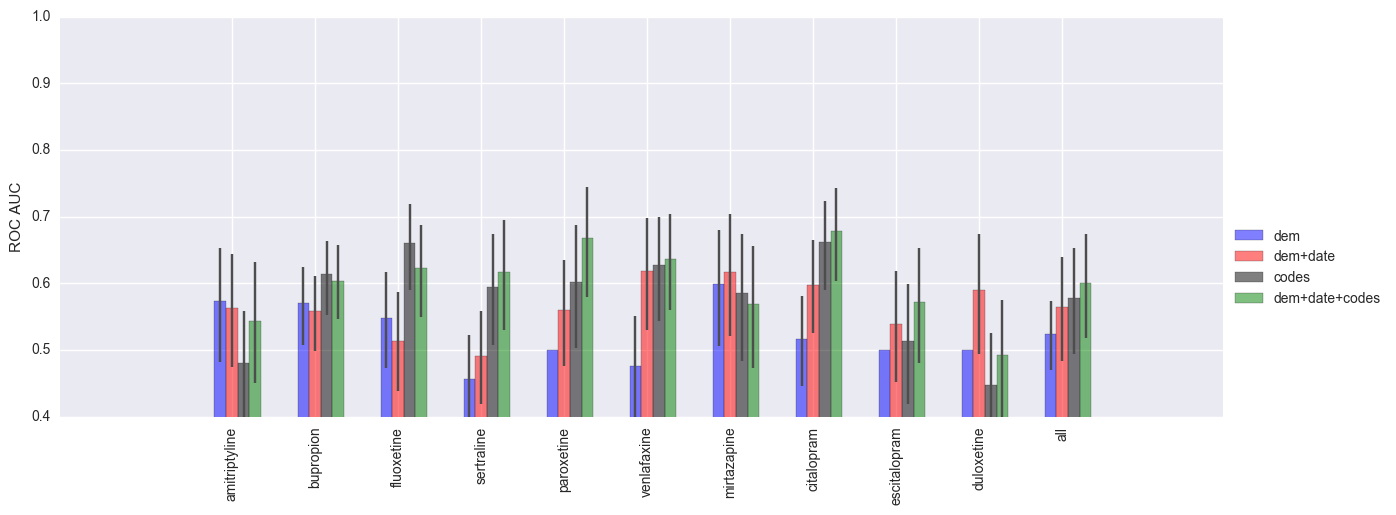 1.0
0.9
0.8
0.7
0.6
0.5
0.4
ROC AUC
amitriptyline
bupropion
fluoxetine
sertraline
paroxetine
venlafaxine
mirtazapine
citalopram
escitalopram
duloxetine
all
dem
dem+date
codes
dem+date+codes